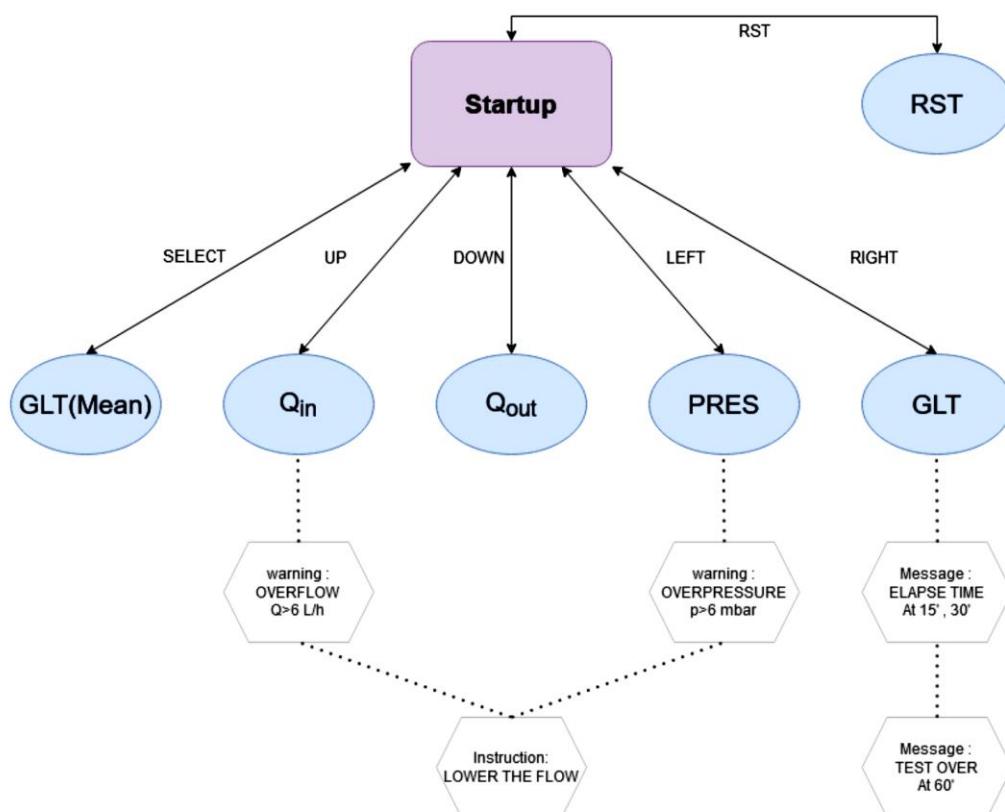 RST
Startup
RST
SELECT
UP
DOWN
LEFT
RIGHT
GLT(Mean)
Qin
Qout
PRES
GLT
warning :
OVERFLOW
Q>6 L/h
warning :
OVERPRESSURE
p>6 mbar
Message :
ELAPSE TIME
At 15' , 30'
Instruction:
LOWER THE FLOW
Message :
TEST OVER
At 60'